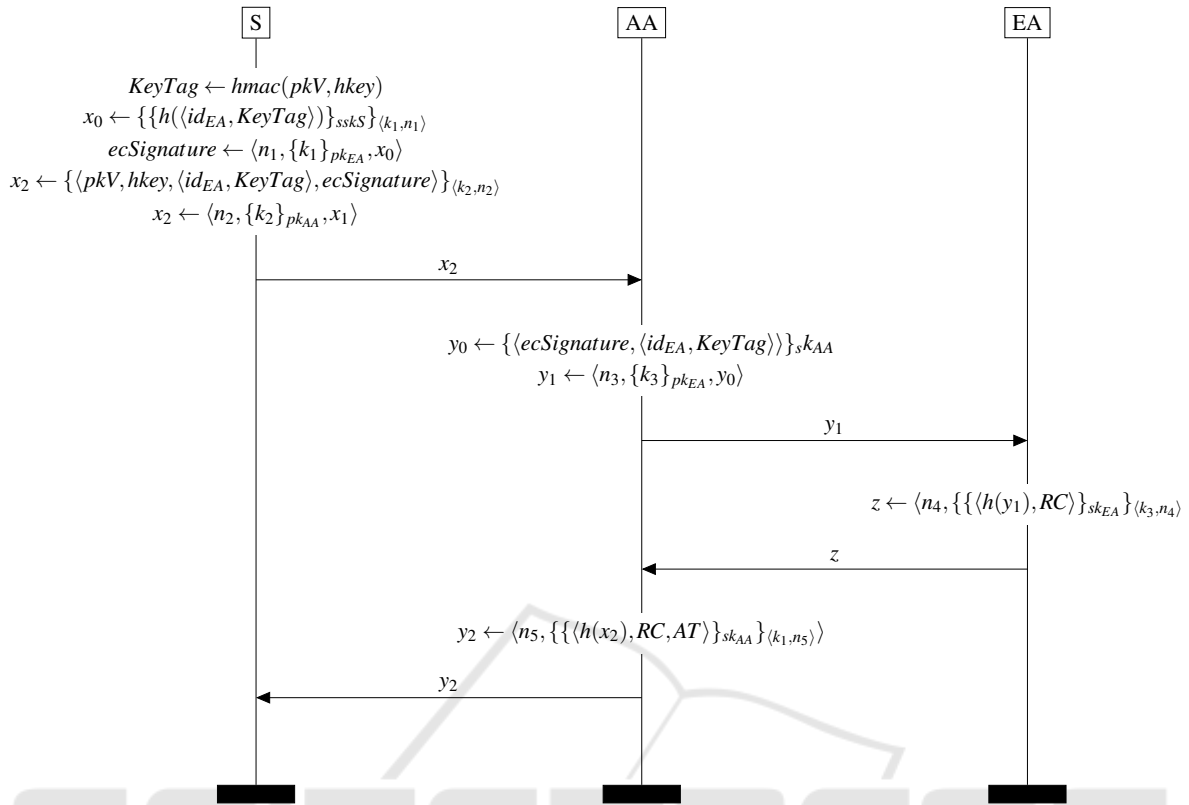 S
AA
EA
KeyTag ← hmac(pkV, hkey)
x₀ ← {{h(⟨id_EA, KeyTag⟩)}_sskS}_⟨k₁,n₁⟩
ecSignature ← ⟨n₁, {k₁}_pk_EA, x₀⟩
x₂ ← {⟨pkV, hkey, ⟨id_EA, KeyTag⟩, ecSignature⟩}_⟨k₂,n₂⟩
x₂ ← ⟨n₂, {k₂}_pk_AA, x₁⟩
x₂
y₀ ← {⟨ecSignature, ⟨id_EA, KeyTag⟩⟩}_s k_AA
y₁ ← ⟨n₃, {k₃}_pk_EA, y₀⟩
y₁
z ← ⟨n₄, {{⟨h(y₁), RC⟩}_sk_EA}_⟨k₃,n₄⟩
z
y₂ ← ⟨n₅, {{⟨h(x₂), RC, AT⟩}_sk_AA}_⟨k₁,n₅⟩⟩
y₂